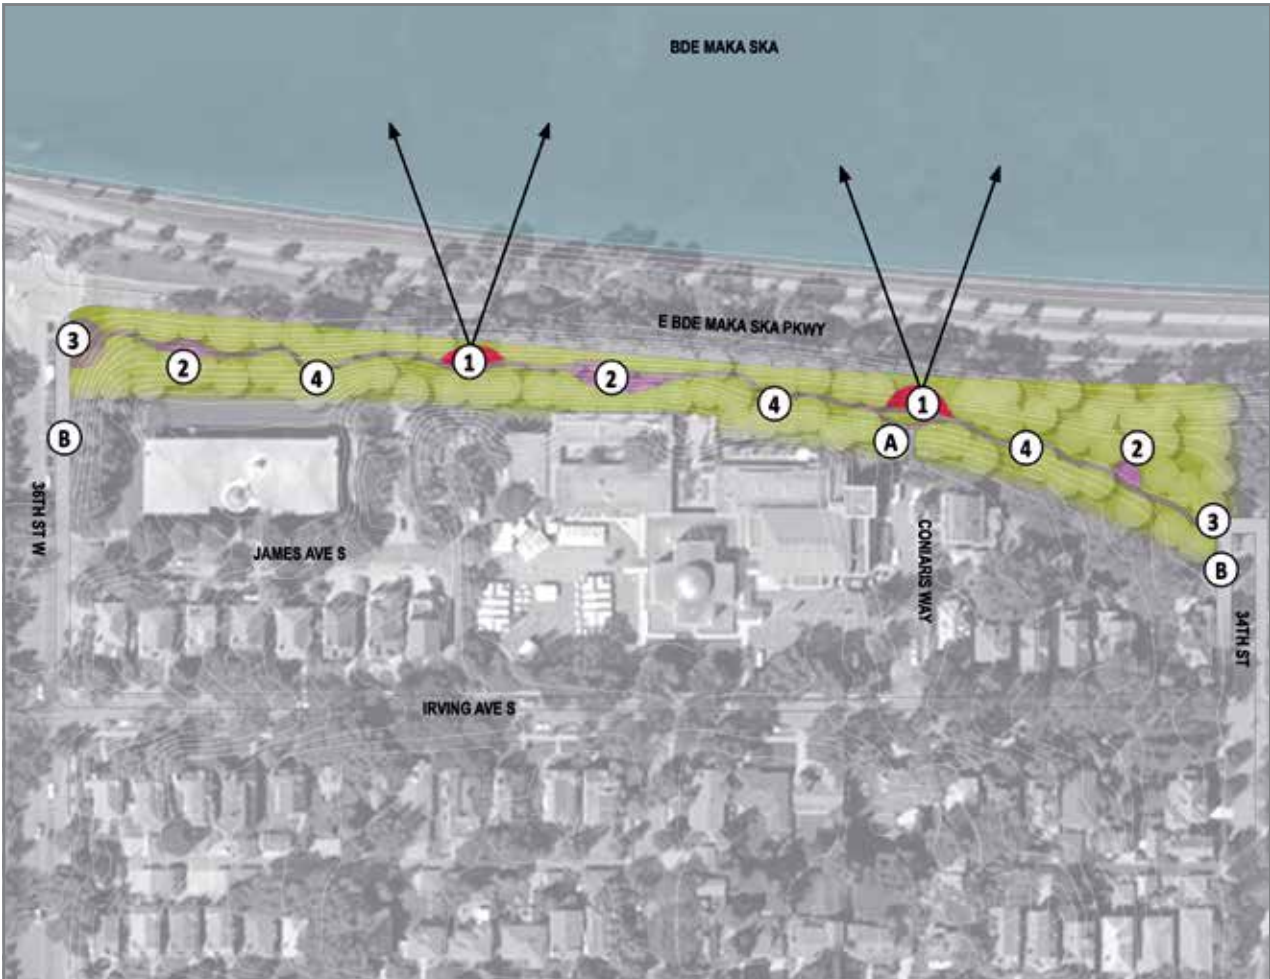 BDE MAKA SKA
E BDE MAKA SKA PKWY
3
2
4
1
2
4
1
A
4
2
3
B
B
36TH ST W
JAMES AVE S
CONIARIS WAY
34TH ST
IRVING AVE S